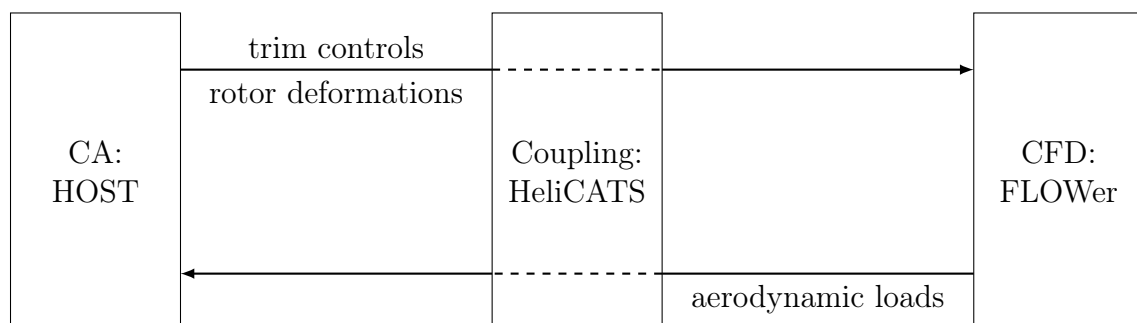 trim controls
rotor deformations
CA:
HOST
Coupling:
HeliCATS
CFD:
FLOWer
aerodynamic loads